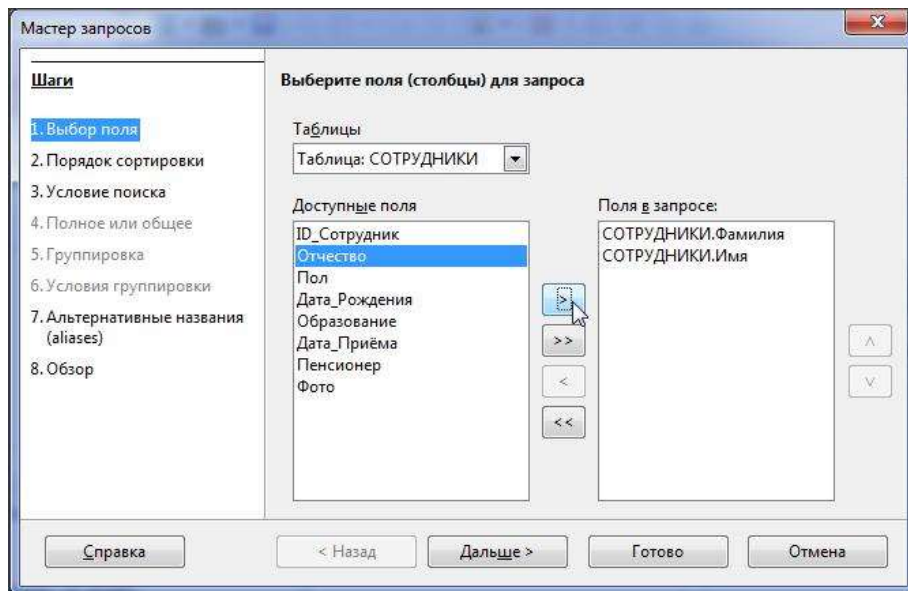 Мастер запросов
Шаги
1. Выбор поля
2. Порядок сортировки
3. Условие поиска
4. Полное или общее
5. Группировка
6. Условия группировки
7. Альтернативные названия
(aliases)
8. Обзор
Выберите поля (столбцы) для запроса
Таблицы
Таблица: СОТРУДНИКИ
Доступные поля
ID_Сотрудник
Отчество
Пол
Дата_Рождения
Образование
Дата_Приёма
Пенсионер
Фото
>
>>
<
<<
Поля в запросе:
СОТРУДНИКИ.Фамилия
СОТРУДНИКИ.Имя
Справка
< Назад
Дальше >
Готово
Отмена